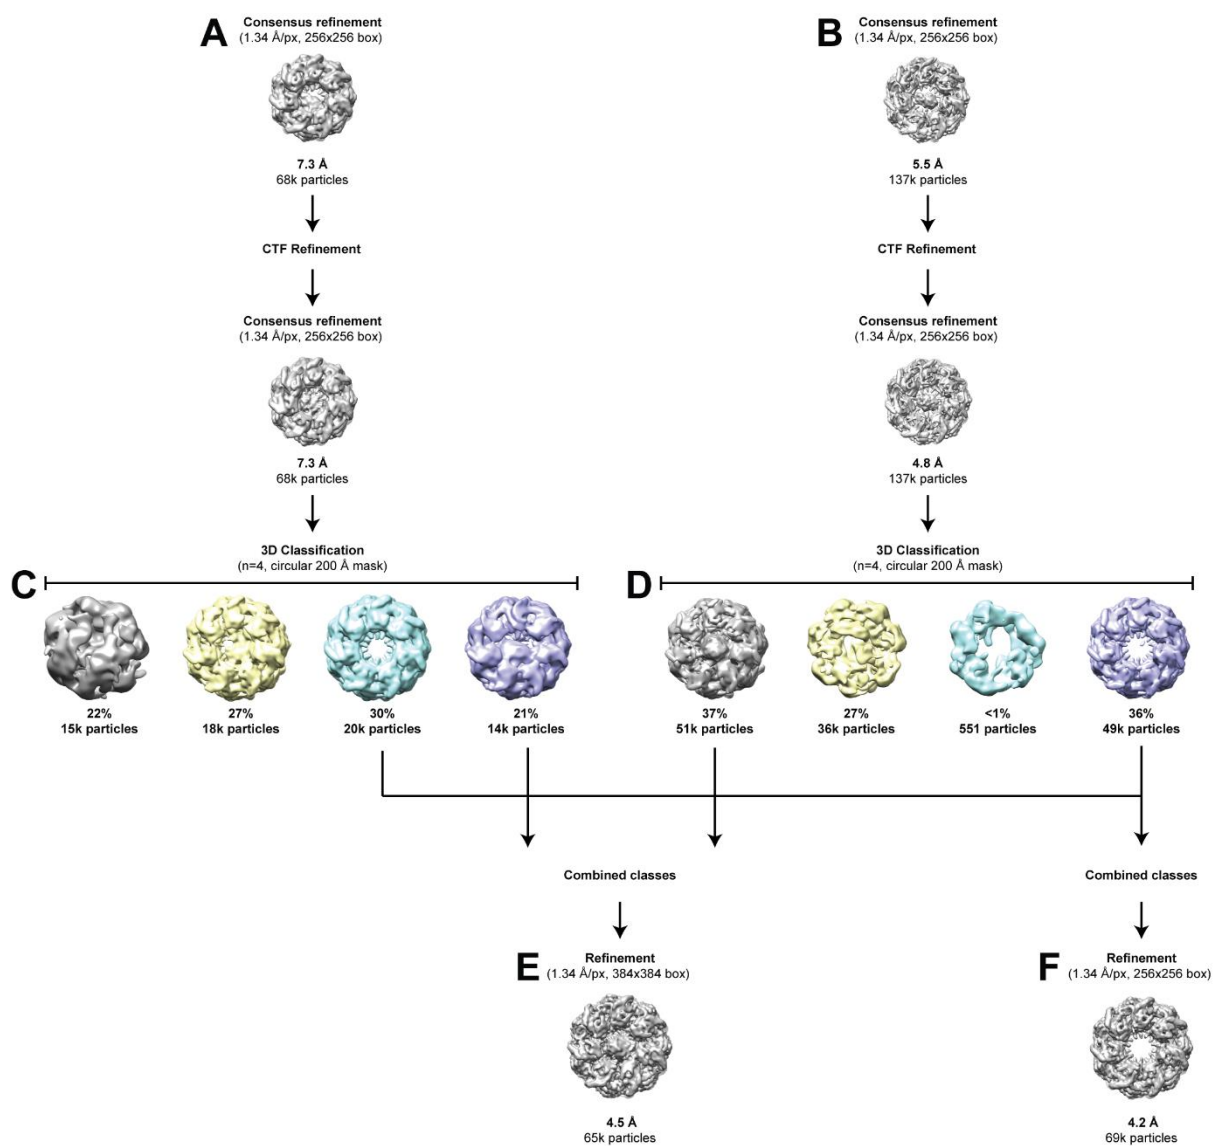 A
Consensus refinement
(1.34 Å/px, 256x256 box)
7.3 Å
68k particles
CTF Refinement
Consensus refinement
(1.34 Å/px, 256x256 box)
7.3 Å
68k particles
3D Classification
(n=4, circular 200 Å mask)
B
Consensus refinement
(1.34 Å/px, 256x256 box)
5.5 Å
137k particles
CTF Refinement
Consensus refinement
(1.34 Å/px, 256x256 box)
4.8 Å
137k particles
3D Classification
(n=4, circular 200 Å mask)
C
22%
15k particles
27%
18k particles
30%
20k particles
21%
14k particles
D
37%
51k particles
27%
36k particles
<1%
551 particles
36%
49k particles
Combined classes
E
Refinement
(1.34 Å/px, 384x384 box)
4.5 Å
65k particles
Combined classes
F
Refinement
(1.34 Å/px, 256x256 box)
4.2 Å
69k particles